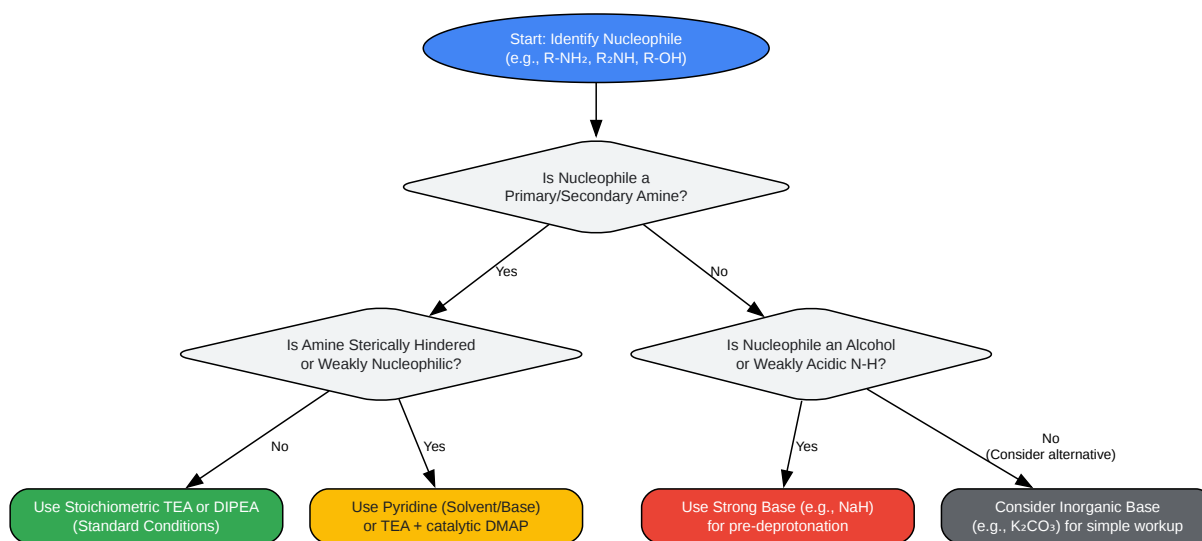 Start: Identify Nucleophile
(e.g., R-NH₂, R₂NH, R-OH)
Is Nucleophile a
Primary/Secondary Amine?
Yes
No
Is Amine Sterically Hindered
or Weakly Nucleophilic?
Is Nucleophile an Alcohol
or Weakly Acidic N-H?
No
Yes
Yes
No
(Consider alternative)
Use Stoichiometric TEA or DIPEA
(Standard Conditions)
Use Pyridine (Solvent/Base)
or TEA + catalytic DMAP
Use Strong Base (e.g., NaH)
for pre-deprotonation
Consider Inorganic Base
(e.g., K₂CO₃) for simple workup